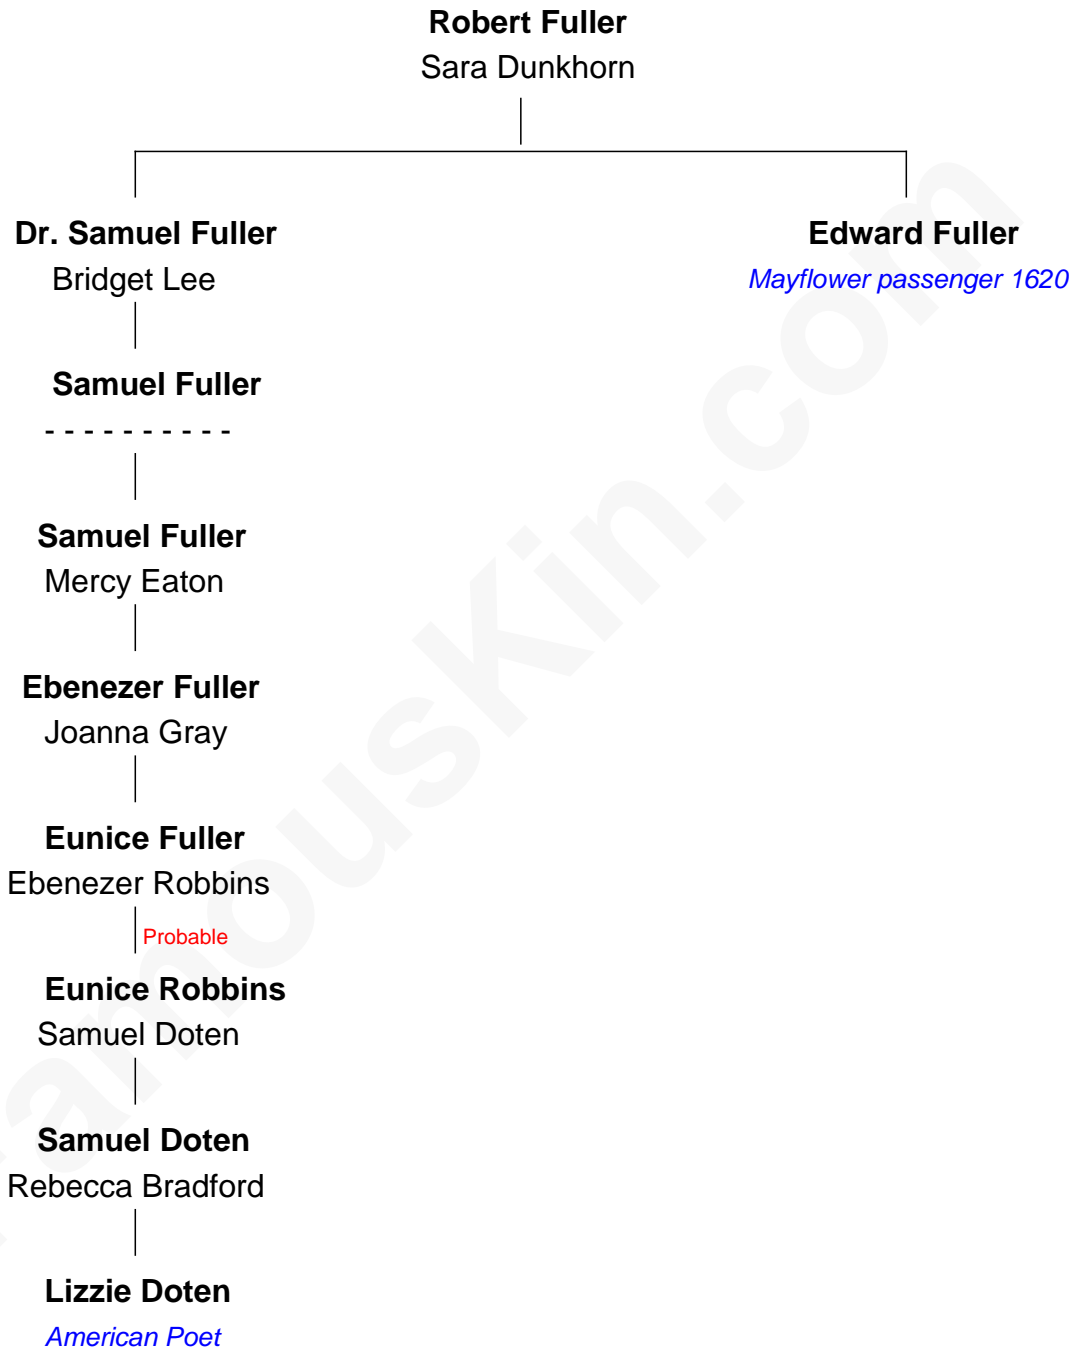 Robert Fuller
Sara Dunkhorn
Dr. Samuel Fuller
Bridget Lee
Edward Fuller
Mayflower passenger 1620
Samuel Fuller
- - - - - - - - - -
Samuel Fuller
Mercy Eaton
Ebenezer Fuller
Joanna Gray
Eunice Fuller
Ebenezer Robbins
Probable
Eunice Robbins
Samuel Doten
Samuel Doten
Rebecca Bradford
Lizzie Doten
American Poet
FamousKin.com